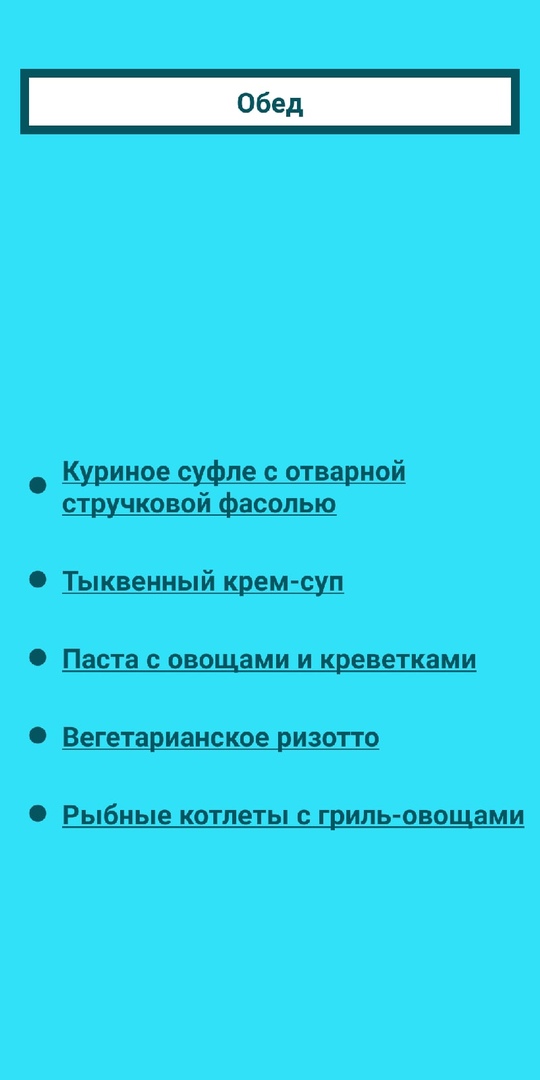 Обед
Куриное суфле с отварной
стручковой фасолью
Тыквенный крем-суп
Паста с овощами и креветками
Вегетарианское ризотто
Рыбные котлеты с гриль-овощами